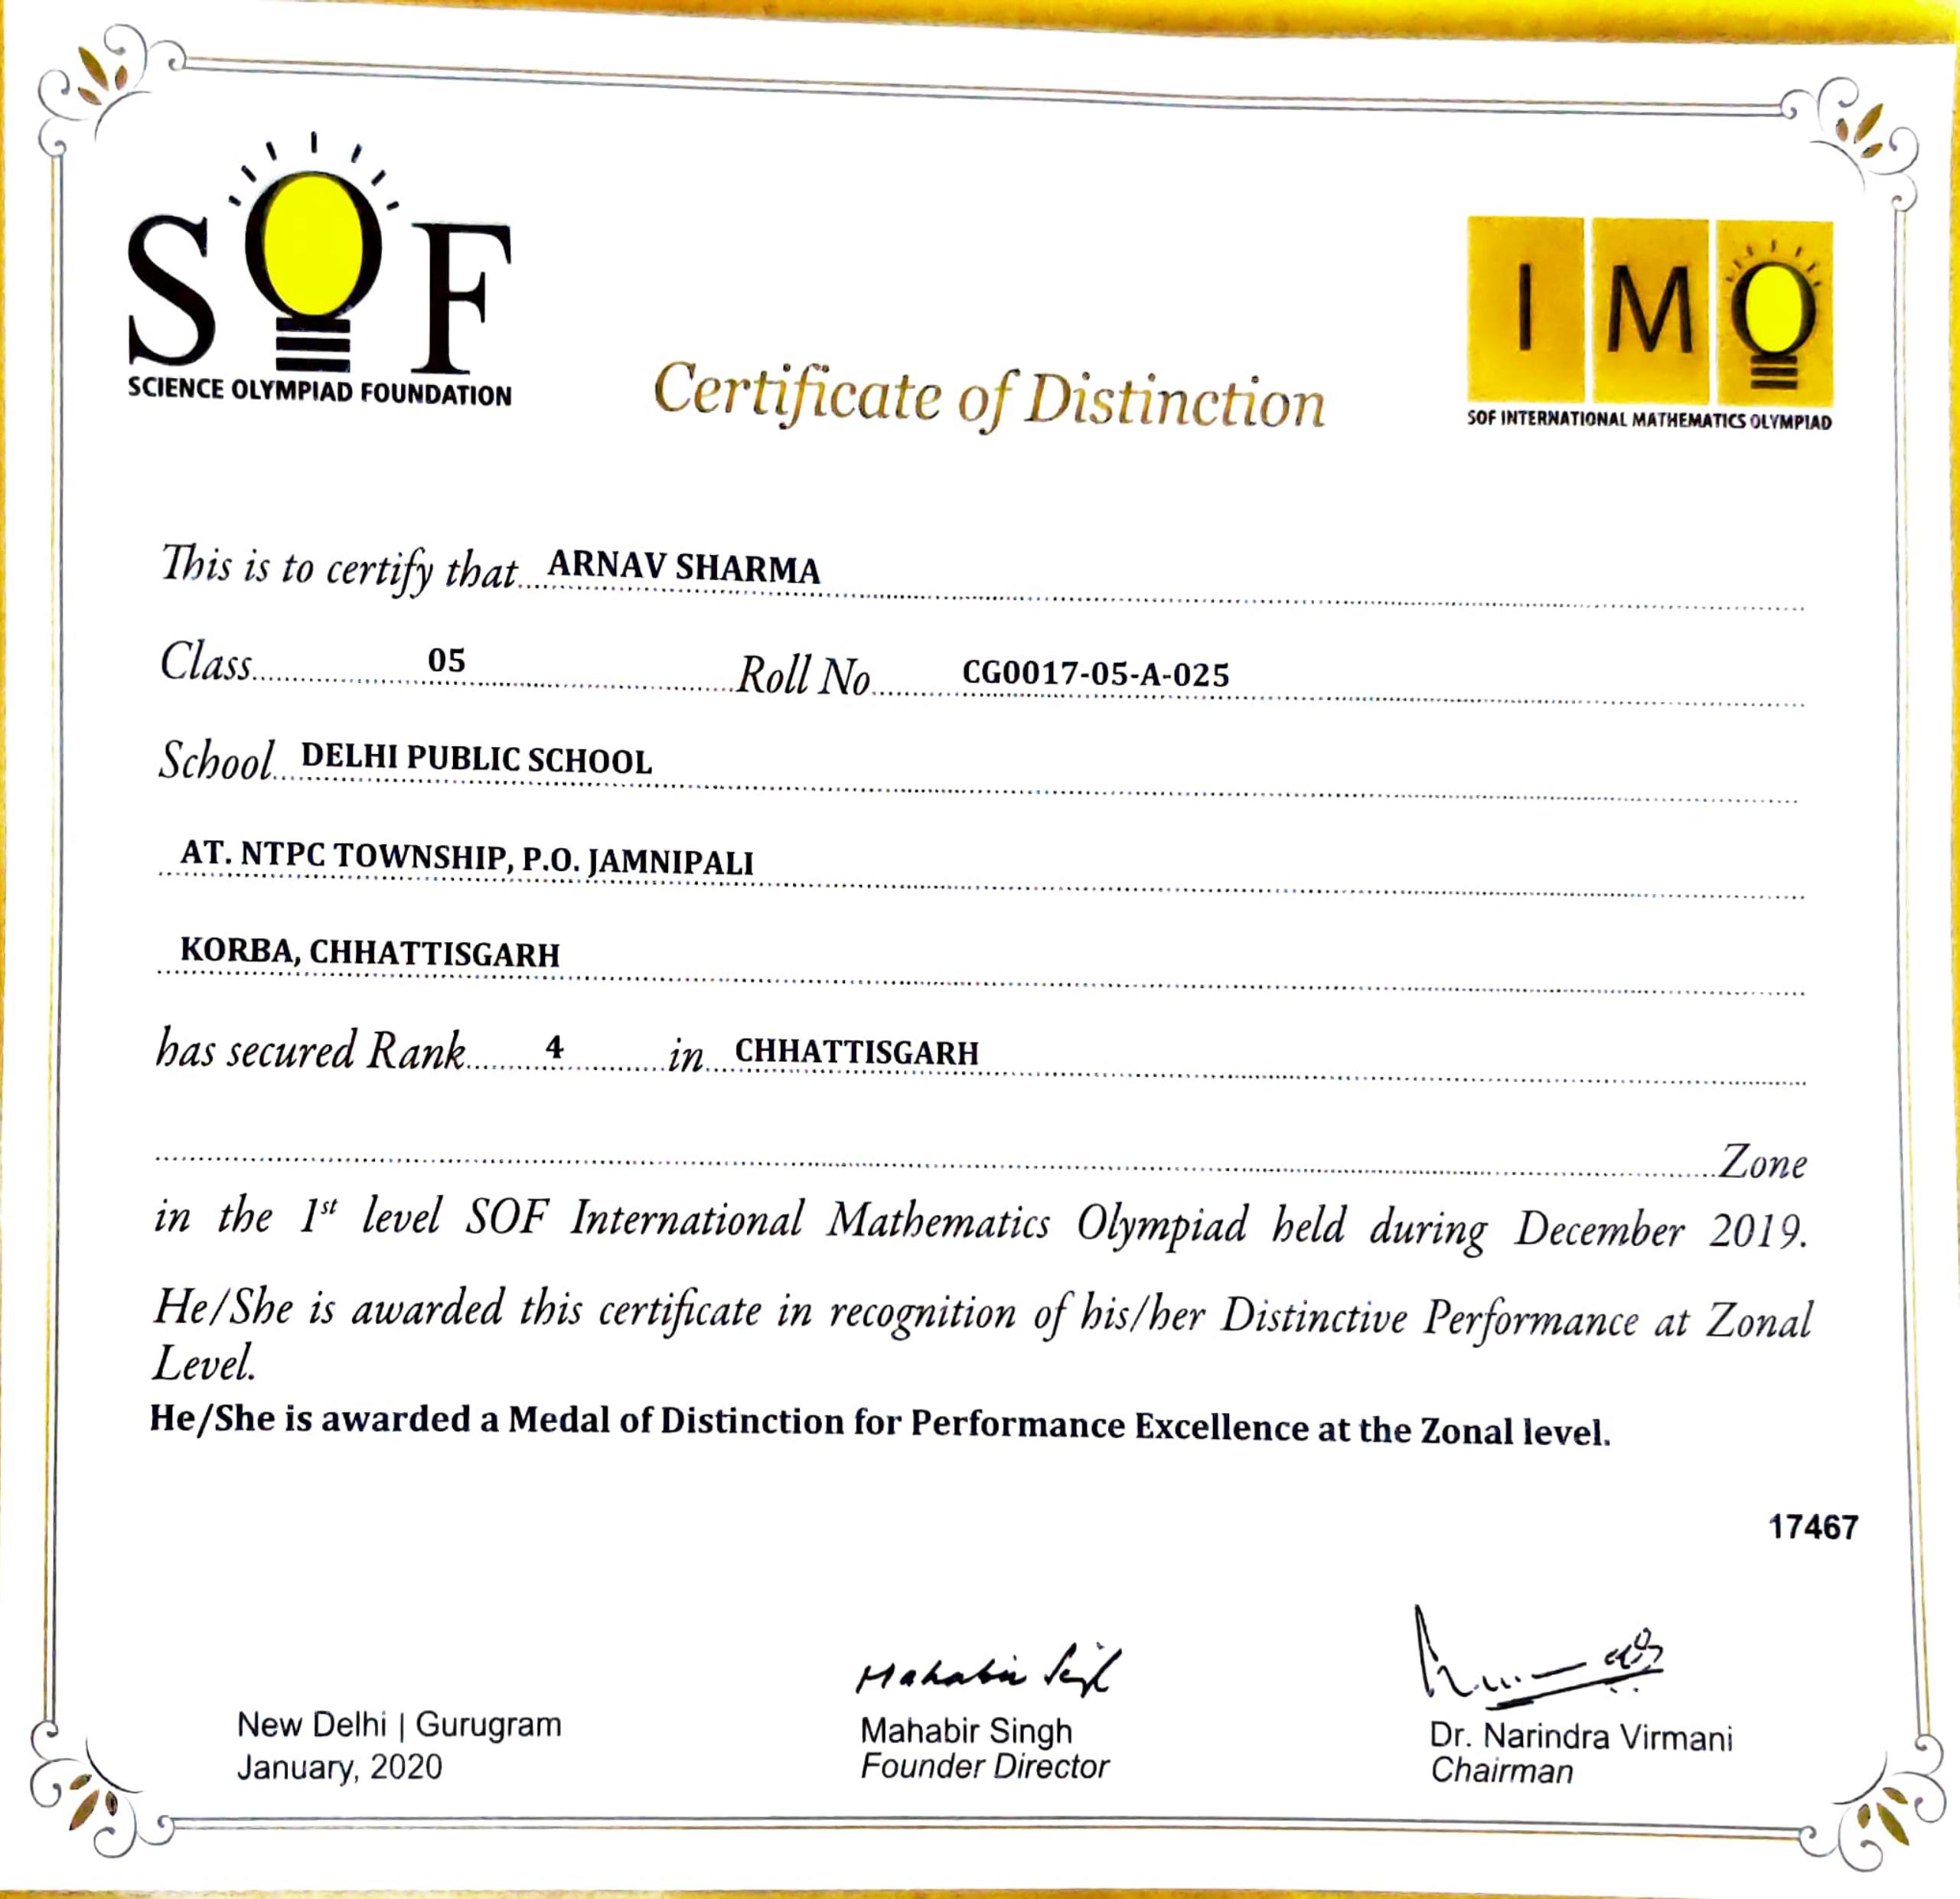 SOF
SCIENCE OLYMPIAD FOUNDATION
IMO
SOF INTERNATIONAL MATHEMATICS OLYMPIAD
Certificate of Distinction
This is to certify that ARNAV SHARMA
Class 05 Roll No CG0017-05-A-025
School DELHI PUBLIC SCHOOL
AT. NTPC TOWNSHIP, P.O. JAMNIPALI
KORBA, CHHATTISGARH
has secured Rank 4 in CHHATTISGARH
Zone
in the 1st level SOF International Mathematics Olympiad held during December 2019.
He/She is awarded this certificate in recognition of his/her Distinctive Performance at Zonal
Level.
He/She is awarded a Medal of Distinction for Performance Excellence at the Zonal level.
17467
Mahabir Singh
New Delhi | Gurugram
January, 2020
Mahabir Singh
Founder Director
Dr. Narindra Virmani
Chairman